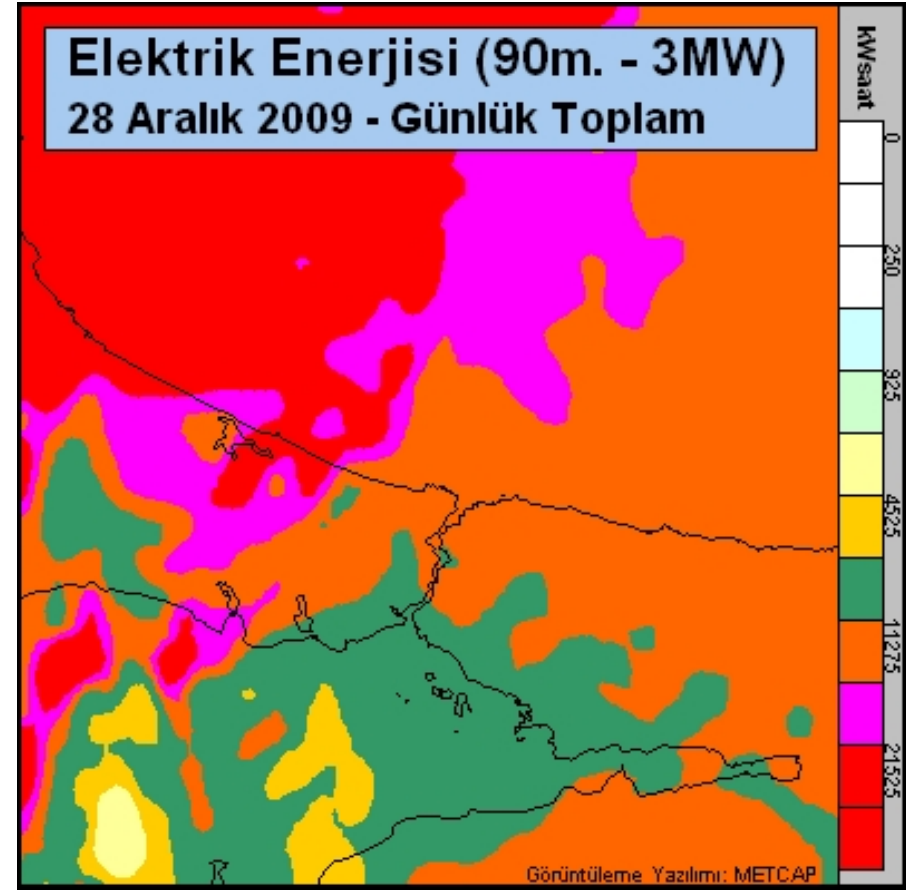 Elektrik Enerjisi (90m. - 3MW)
28 Aralık 2009 - Günlük Toplam
kWsaat
0
250
925
4525
11275
21525
Görüntüleme Yazılımı: METCAP